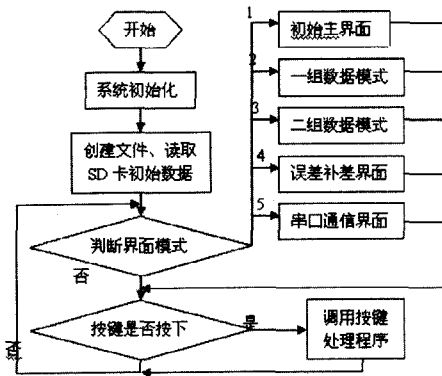 开始
系统初始化
创建文件、读取
SD 卡初始数据
判断界面模式
否
按键是否按下
是
调用按键
处理程序
1
初始主界面
2
一组数据模式
3
二组数据模式
4
误差补差界面
5
串口通信界面